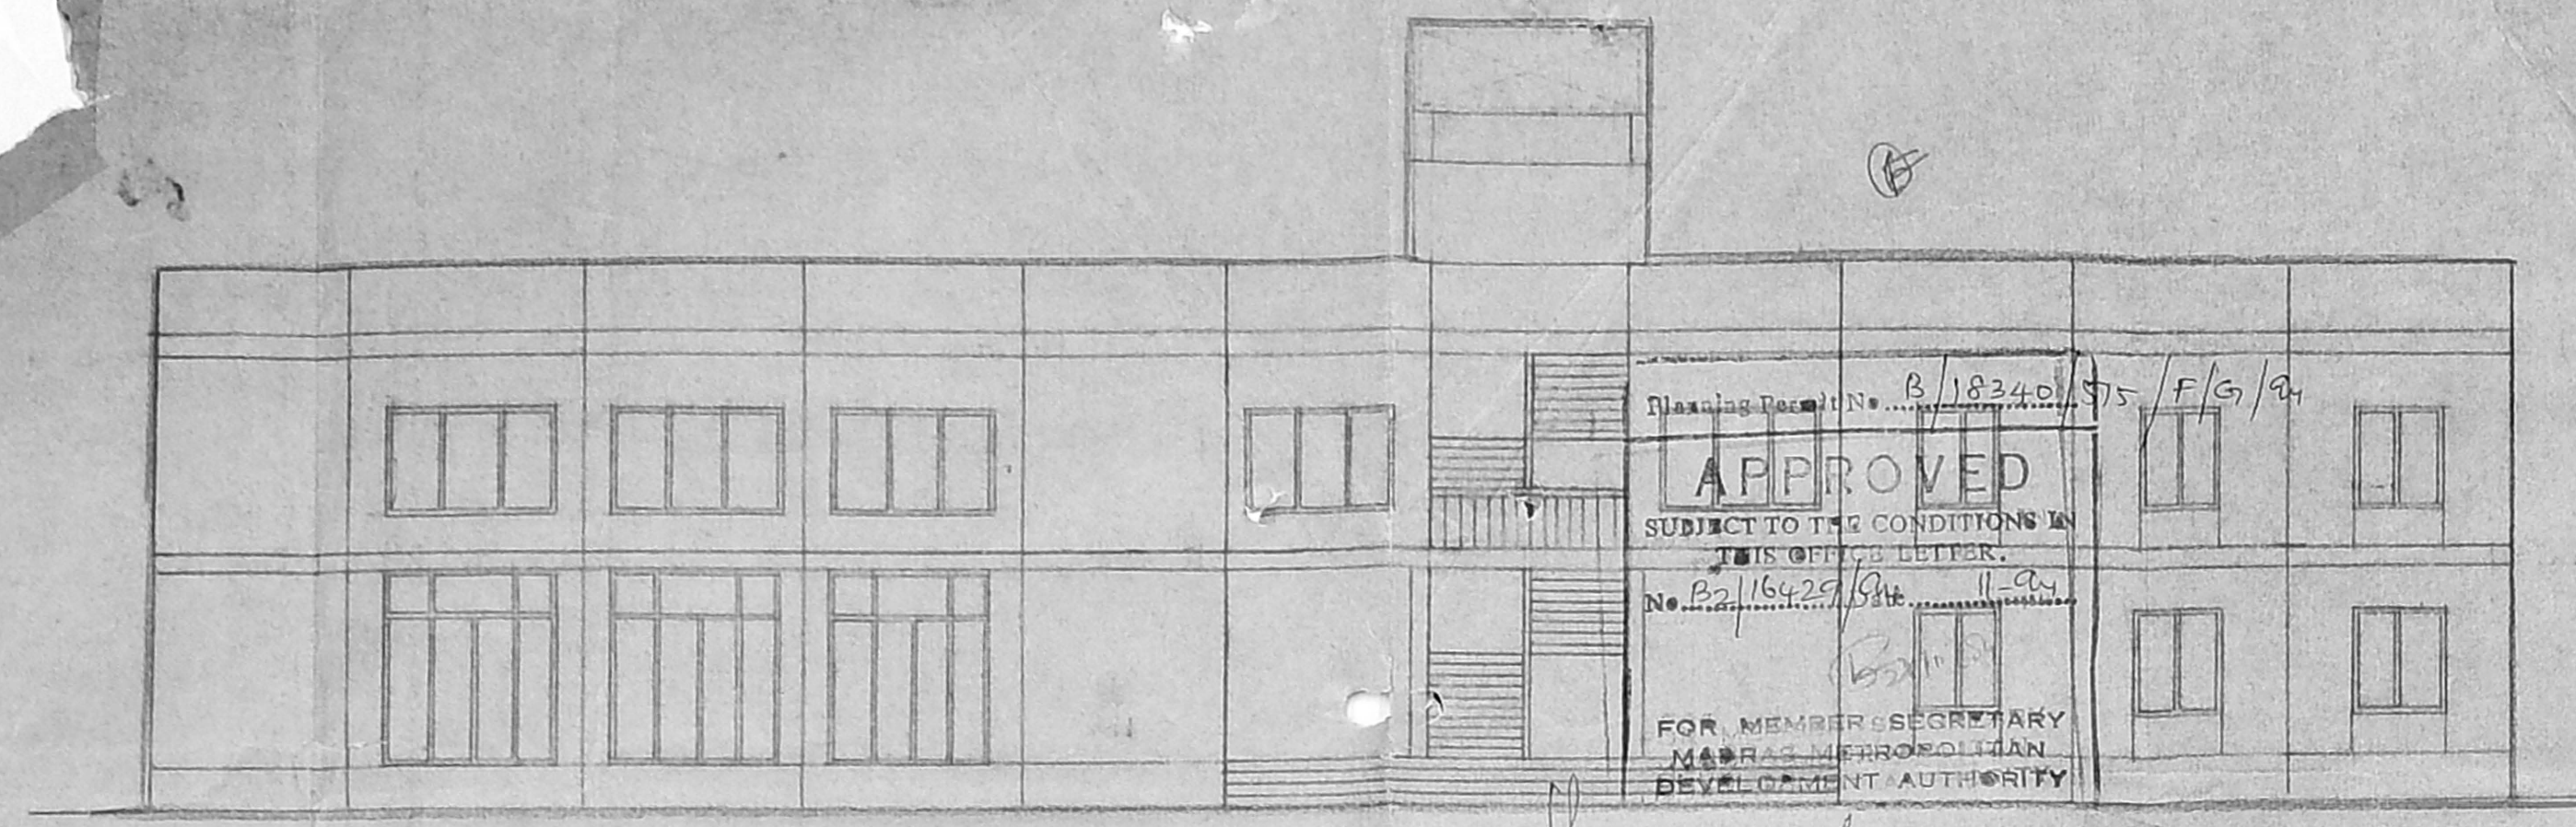 Planning Permit No. B/18340/575/F/G/94
APPROVED
SUBJECT TO THE CONDITIONS IN
THIS OFFICE LETTER.
No. B2/16429/94 11-94
FOR MEMBER SECRETARY
MADRAS METROPOLITAN
DEVELOPMENT AUTHORITY